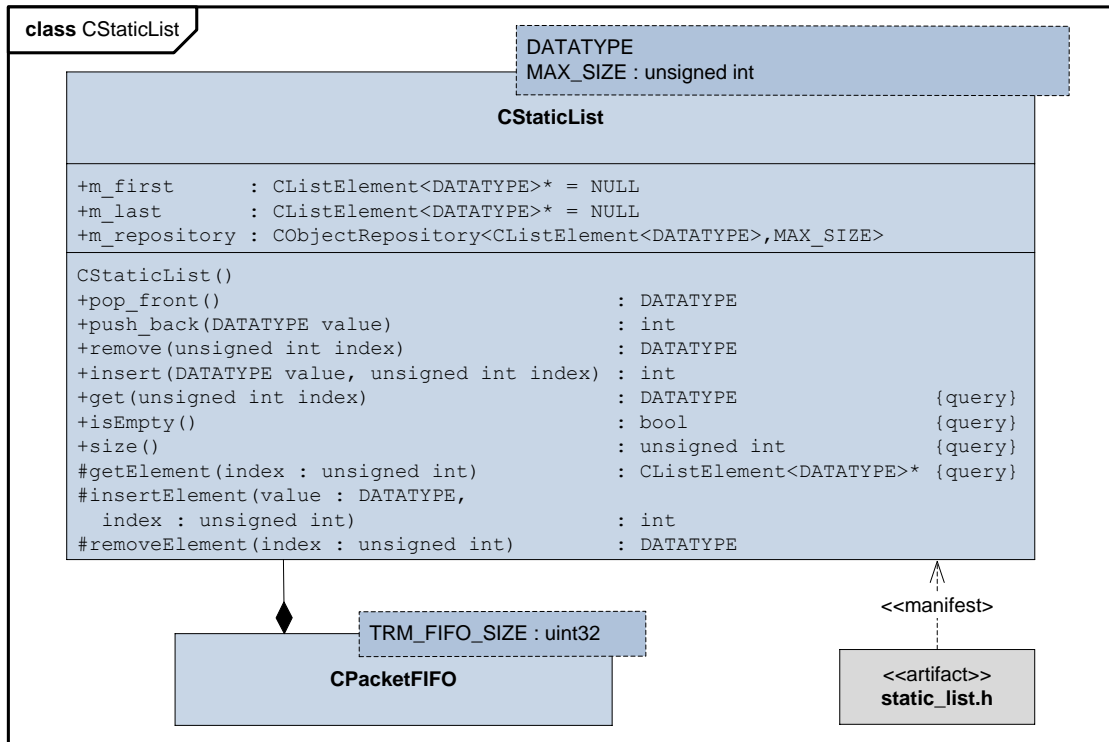 class CStaticList
DATATYPE
MAX_SIZE : unsigned int
CStaticList
+m_first : CListElement<DATATYPE>* = NULL
+m_last : CListElement<DATATYPE>* = NULL
+m_repository : CObjectRepository<CListElement<DATATYPE>,MAX_SIZE>
CStaticList()
+pop_front() : DATATYPE
+push_back(DATATYPE value) : int
+remove(unsigned int index) : DATATYPE
+insert(DATATYPE value, unsigned int index) : int
+get(unsigned int index) : DATATYPE {query}
+isEmpty() : bool {query}
+size() : unsigned int {query}
#getElement(index : unsigned int) : CListElement<DATATYPE>* {query}
#insertElement(value : DATATYPE,
index : unsigned int) : int
#removeElement(index : unsigned int) : DATATYPE
<<manifest>
TRM_FIFO_SIZE : uint32
CPacketFIFO
<<artifact>>
static_list.h